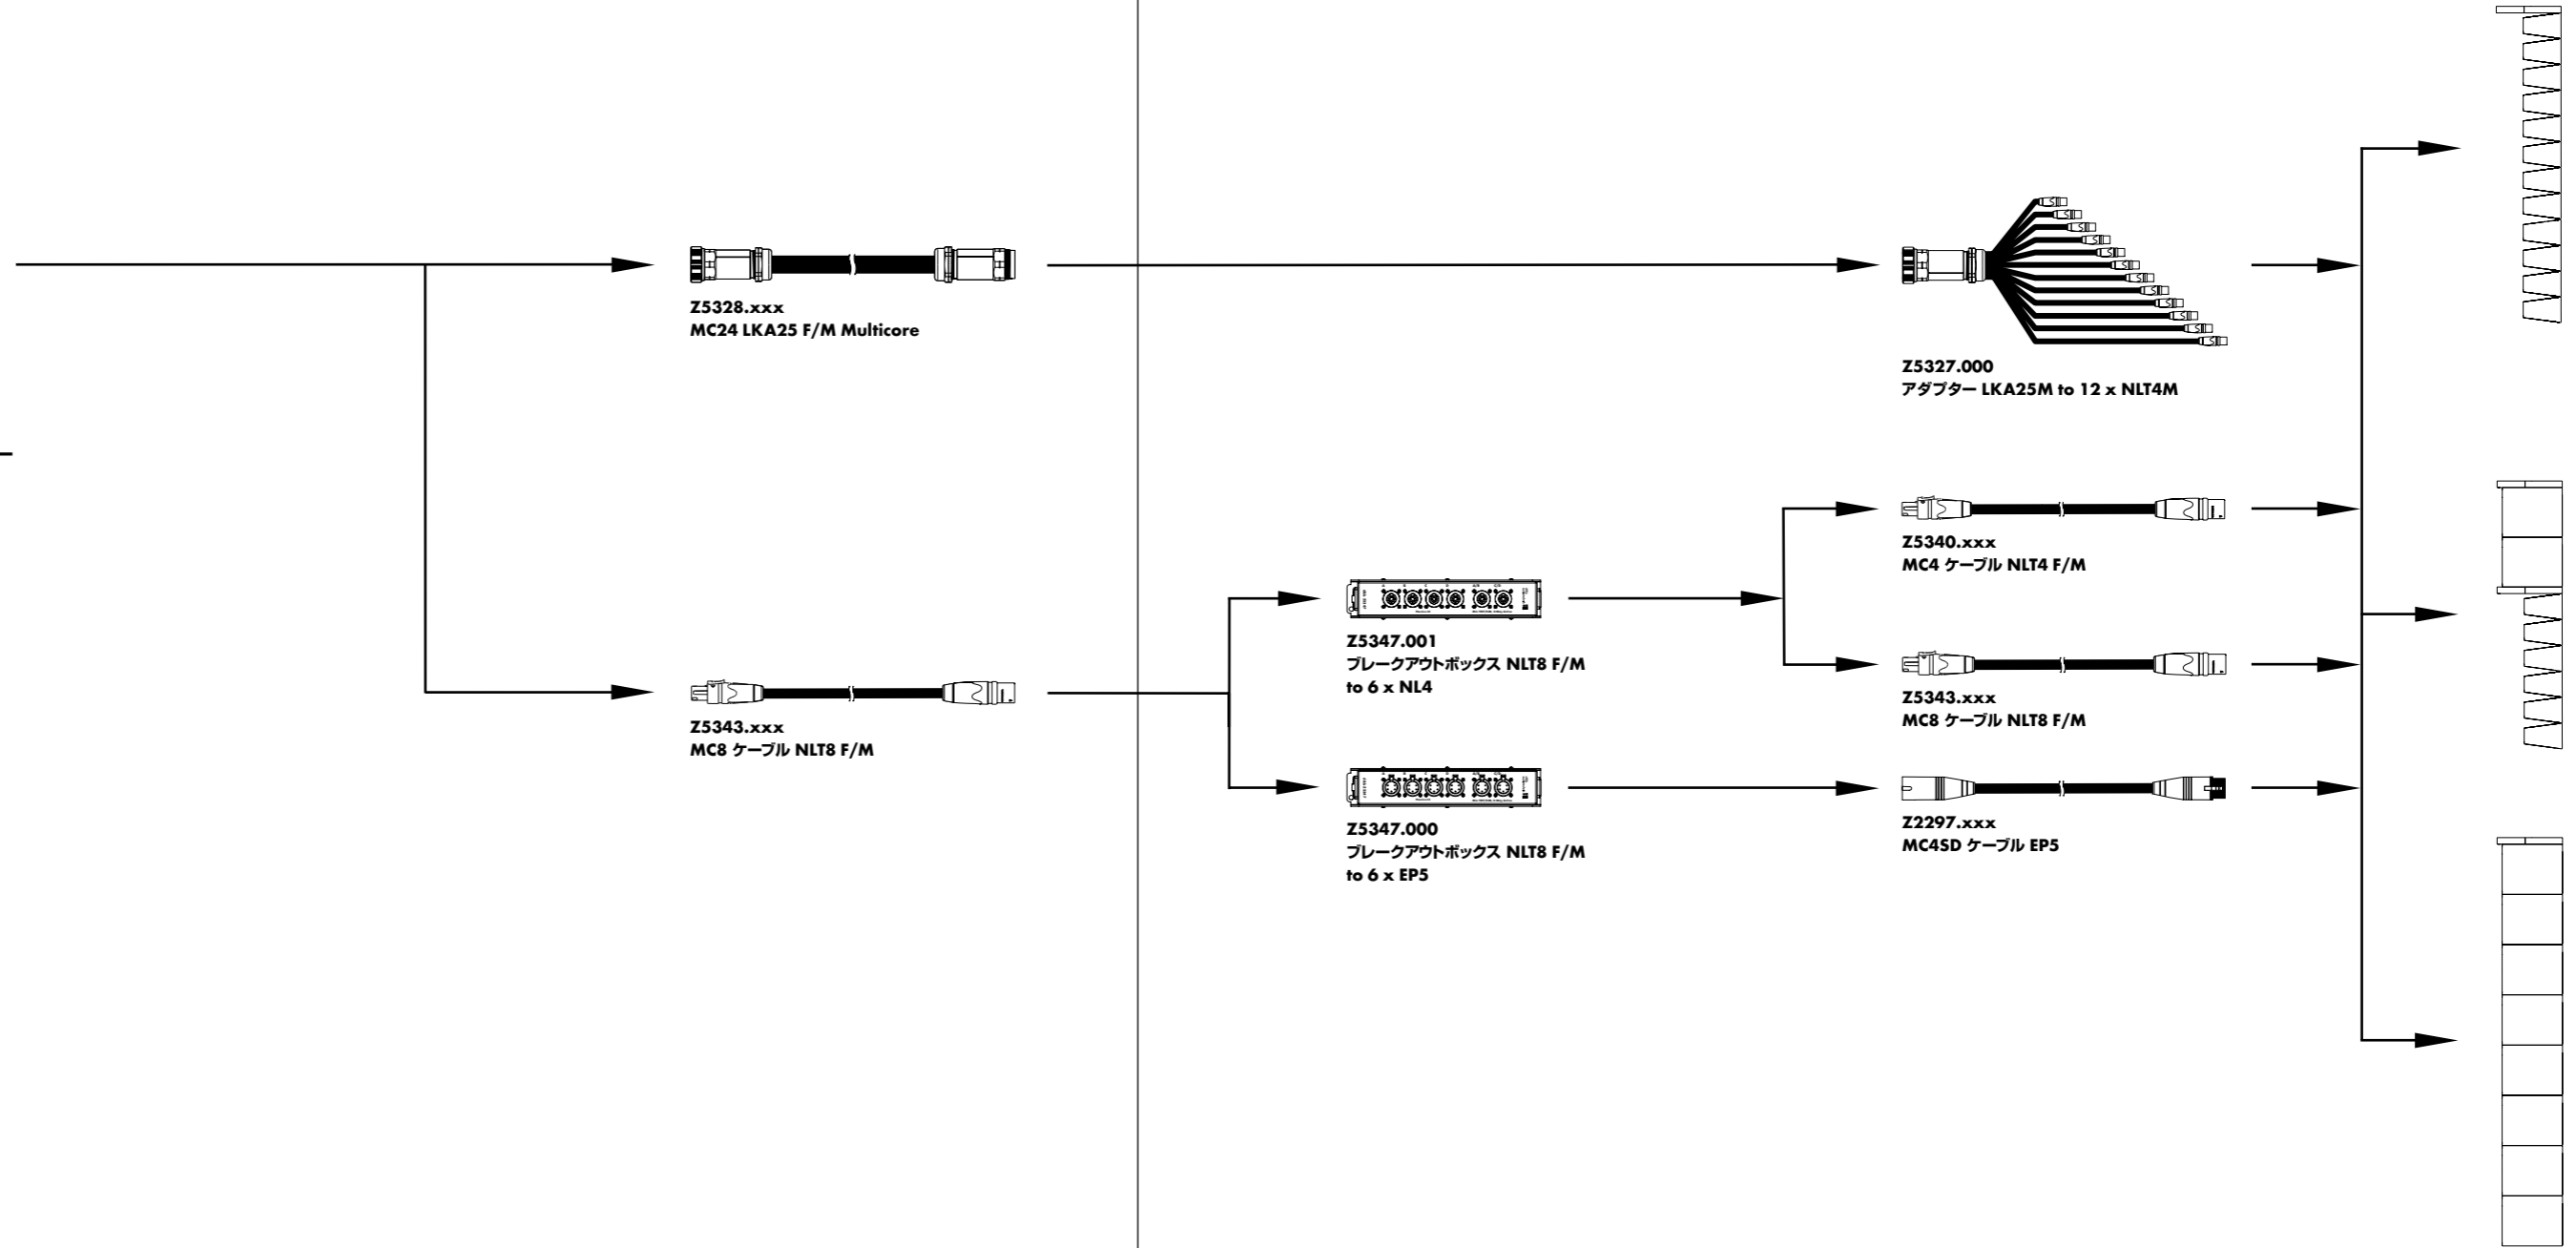 Z5328.xxx
MC24 LKA25 F/M Multicore
Z5327.000
アダプター LKA25M to 12 x NLT4M
Z5340.xxx
MC4 ケーブル NLT4 F/M
Z5347.001
ブレークアウトボックス NLT8 F/M
to 6 x NL4
Z5343.xxx
MC8 ケーブル NLT8 F/M
Z5343.xxx
MC8 ケーブル NLT8 F/M
Z5347.000
ブレークアウトボックス NLT8 F/M
to 6 x EP5
Z2297.xxx
MC4SD ケーブル EP5